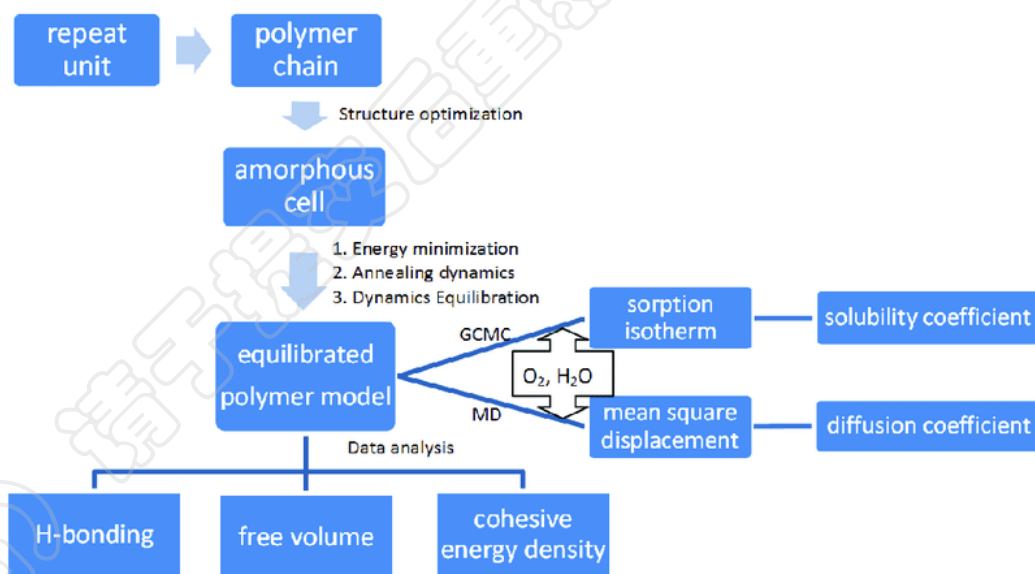 repeat
unit
polymer
chain
Structure optimization
amorphous
cell
1. Energy minimization
2. Annealing dynamics
3. Dynamics Equilibration
equilibrated
polymer model
GCMC
MD
O₂, H₂O
sorption
isotherm
solubility coefficient
mean square
displacement
diffusion coefficient
Data analysis
H-bonding
free volume
cohesive
energy density